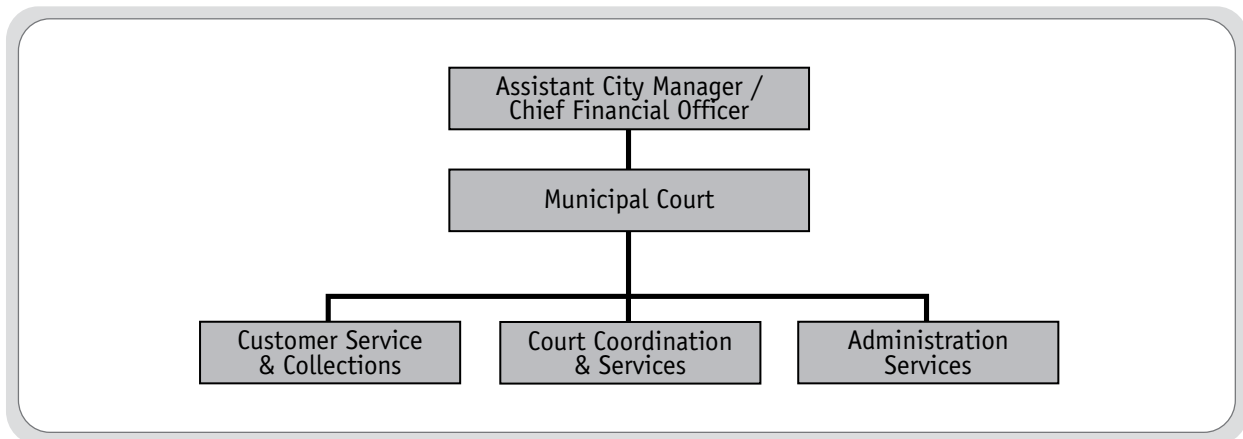 Assistant City Manager /
Chief Financial Officer
Municipal Court
Customer Service
& Collections
Court Coordination
& Services
Administration
Services